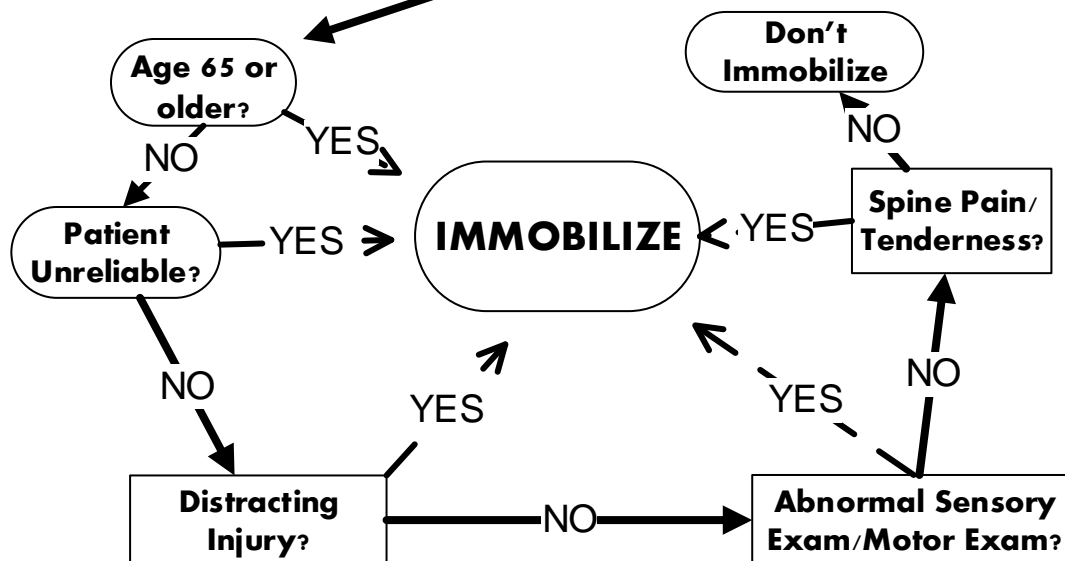 Age 65 or
older?
YES
NO
Patient
Unreliable?
YES
NO
Distracting
Injury?
YES
NO
Abnormal Sensory
Exam/Motor Exam?
YES
NO
Spine Pain/
Tenderness?
YES
NO
Don't
Immobilize
IMMOBILIZE